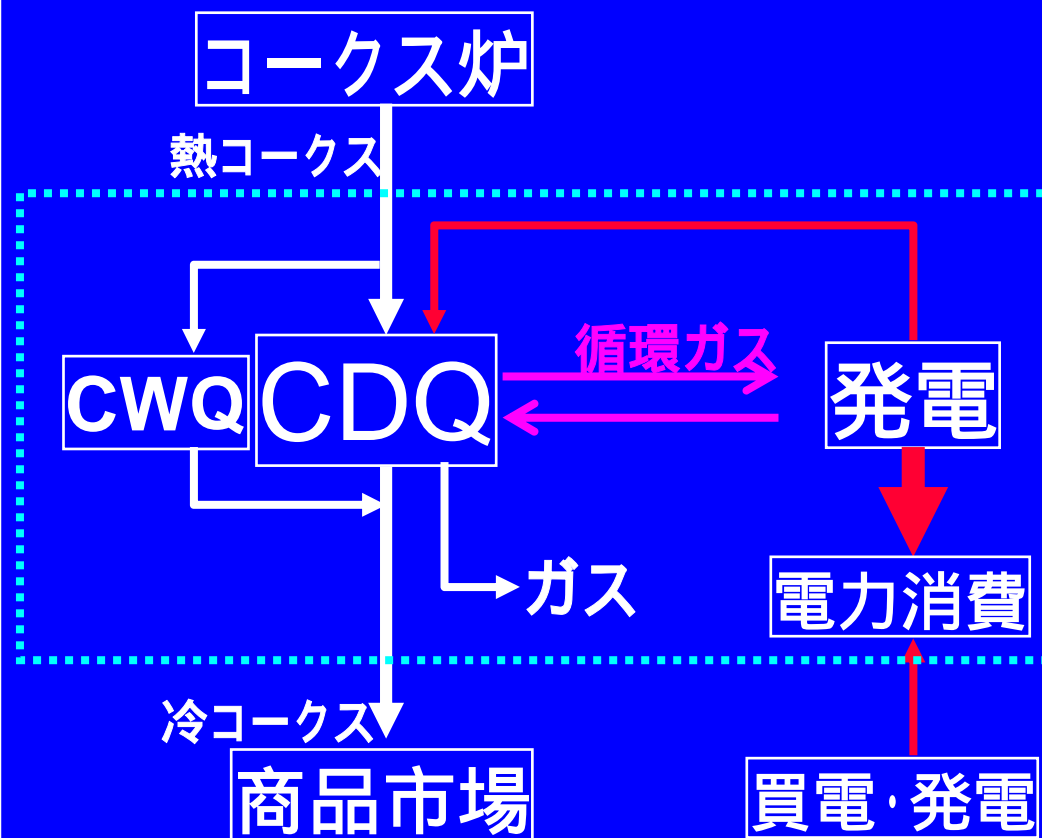 コークス炉
熱コークス
循環ガス
CWQ
CDQ
発電
ガス
電力消費
冷コークス
商品市場
買電・発電